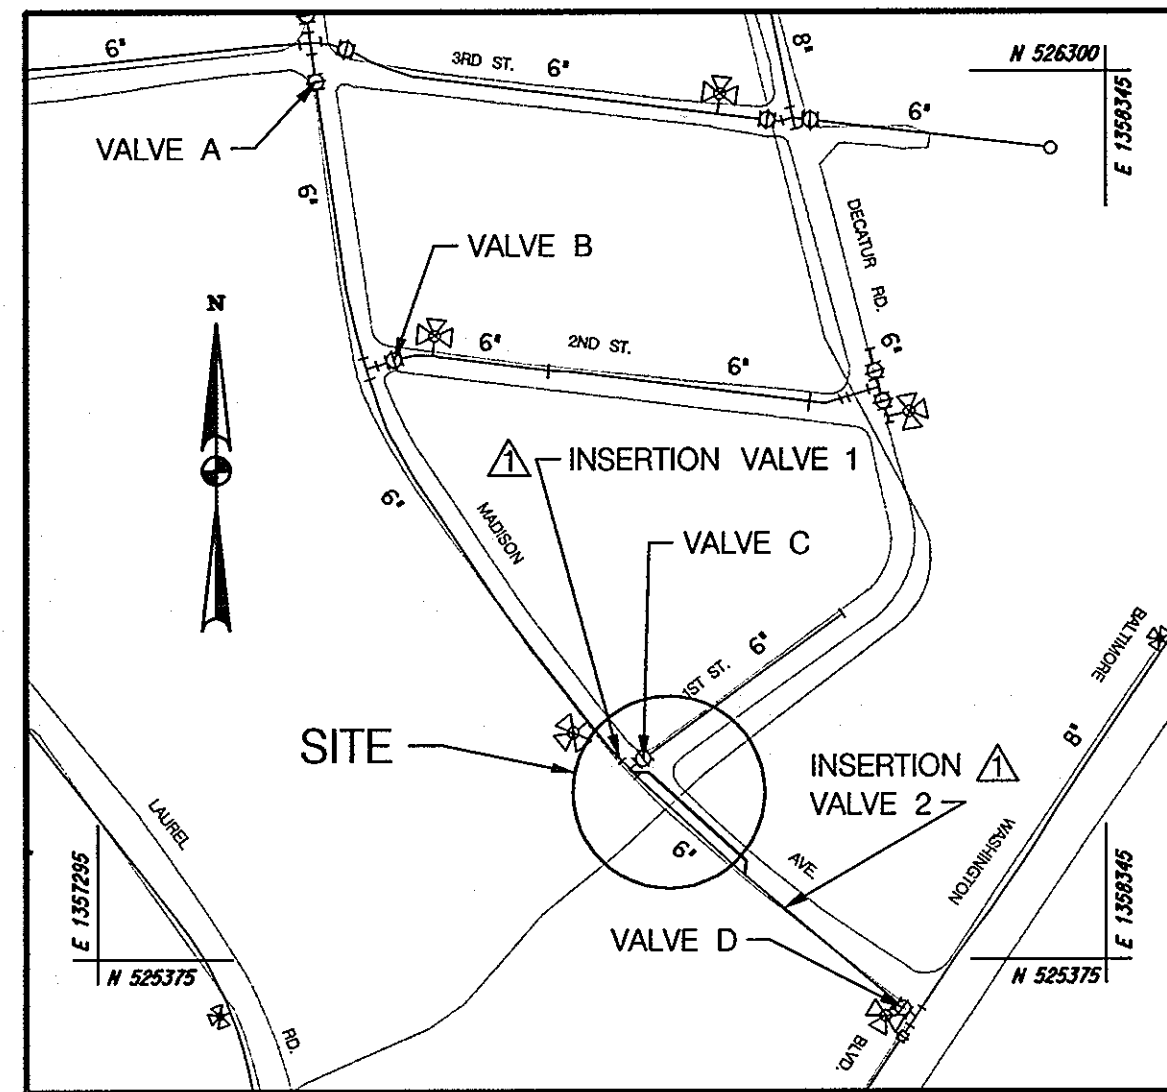 N 526300
E 1358345
3RD ST.
6"
6"
8"
6"
VALVE A
6"
VALVE B
DECATUR RD.
N
6"
2ND ST.
6"
6"
1 INSERTION VALVE 1
6"
MADISON
VALVE C
1ST ST.
6"
BALTIMORE
8"
SITE
INSERTION 1
VALVE 2
WASHINGTON
LAUREL
6"
AVE.
E 1357295
N 525375
VALVE D
E 1358345
N 525375
RD.
BLVD.